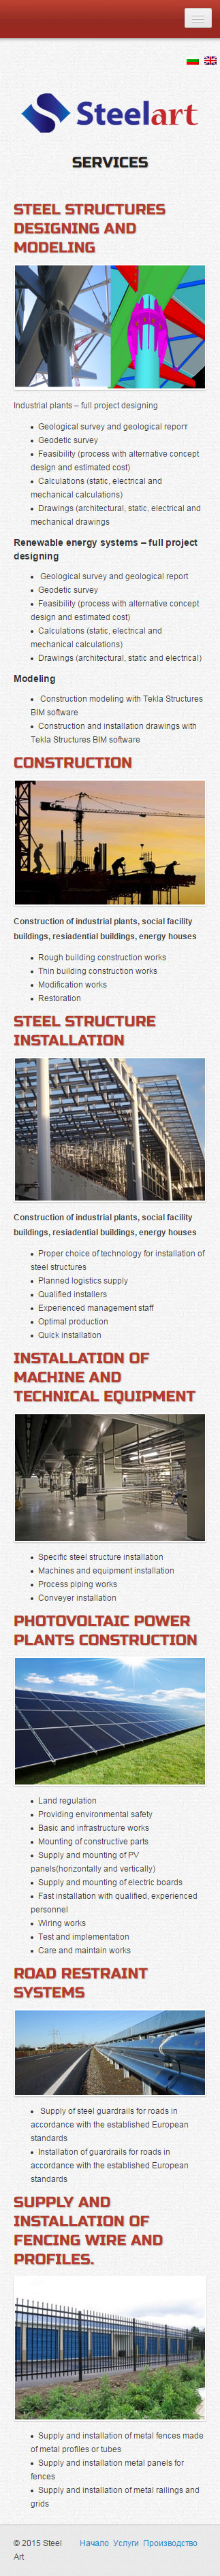 Steelart
SERVICES
STEEL STRUCTURES
DESIGNING AND
MODELING
Industrial plants – full project designing
Geological survey and geological report
Geodetic survey
Feasibility (process with alternative concept
design and estimated cost)
Calculations (static, electrical and
mechanical calculations)
Drawings (architectural, static, electrical and
mechanical drawings
Renewable energy systems – full project
designing
Geological survey and geological report
Geodetic survey
Feasibility (process with alternative concept
design and estimated cost)
Calculations (static, electrical and
mechanical calculations)
Drawings (architectural, static and electrical)
Modeling
Construction modeling with Tekla Structures
BIM software
Construction and installation drawings with
Tekla Structures BIM software
CONSTRUCTION
Construction of industrial plants, social facility
buildings, residential buildings, energy houses
Rough building construction works
Thin building construction works
Modification works
Restoration
STEEL STRUCTURE
INSTALLATION
Construction of industrial plants, social facility
buildings, residential buildings, energy houses
Proper choice of technology for installation of
steel structures
Planned logistics supply
Qualified installers
Experienced management staff
Optimal production
Quick installation
INSTALLATION OF
MACHINE AND
TECHNICAL EQUIPMENT
Specific steel structure installation
Machines and equipment installation
Process piping works
Conveyer installation
PHOTOVOLTAIC POWER
PLANTS CONSTRUCTION
Land regulation
Providing environmental safety
Basic and infrastructure works
Mounting of constructive parts
Supply and mounting of PV
panels(horizontally and vertically)
Supply and mounting of electric boards
Fast installation with qualified, experienced
personnel
Wiring works
Test and implementation
Care and maintain works
ROAD RESTRAINT
SYSTEMS
Supply of steel guardrails for roads in
accordance with the established European
standards
Installation of guardrails for roads in
accordance with the established European
standards
SUPPLY AND
INSTALLATION OF
FENCING WIRE AND
PROFILES.
Supply and installation of metal fences made
of metal profiles or tubes
Supply and installation metal panels for
fences
Supply and installation of metal railings and
grids
© 2015 Steel Art
Начало Услуги Производство